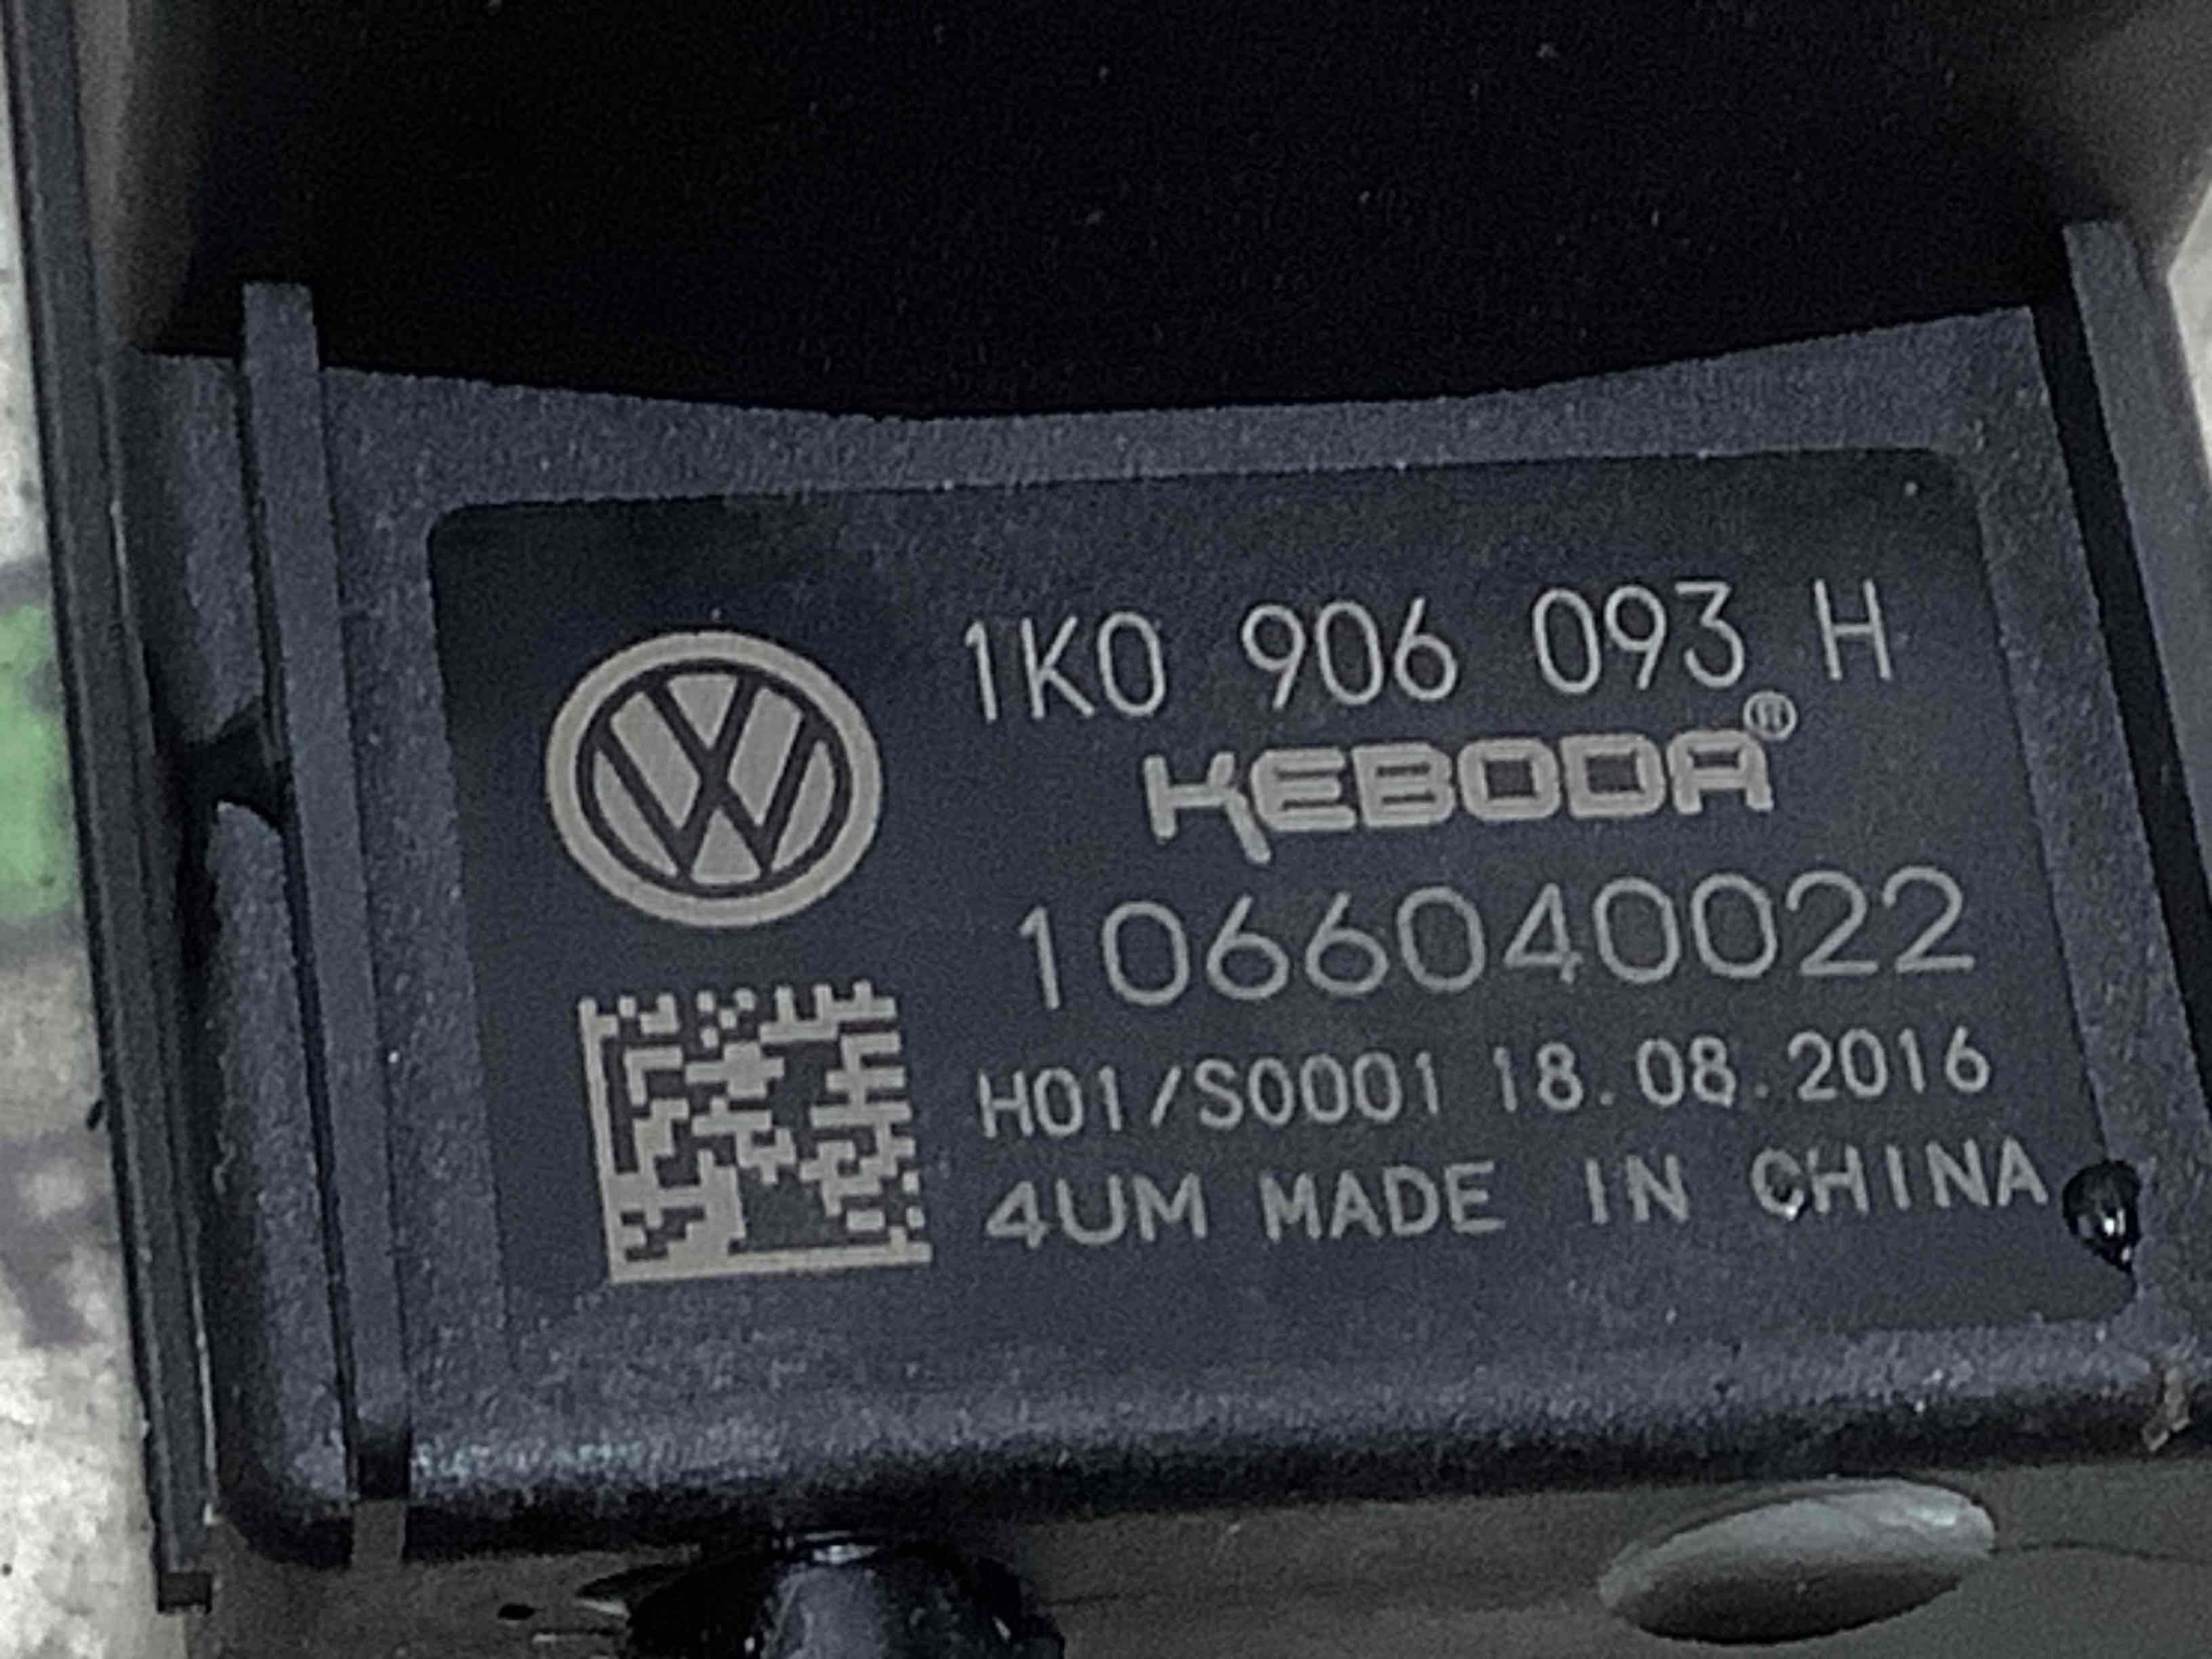 1K0 906 093 H
KEBODA®
1066040022
H01/S0001 18.08.2016
4UM MADE IN CHINA